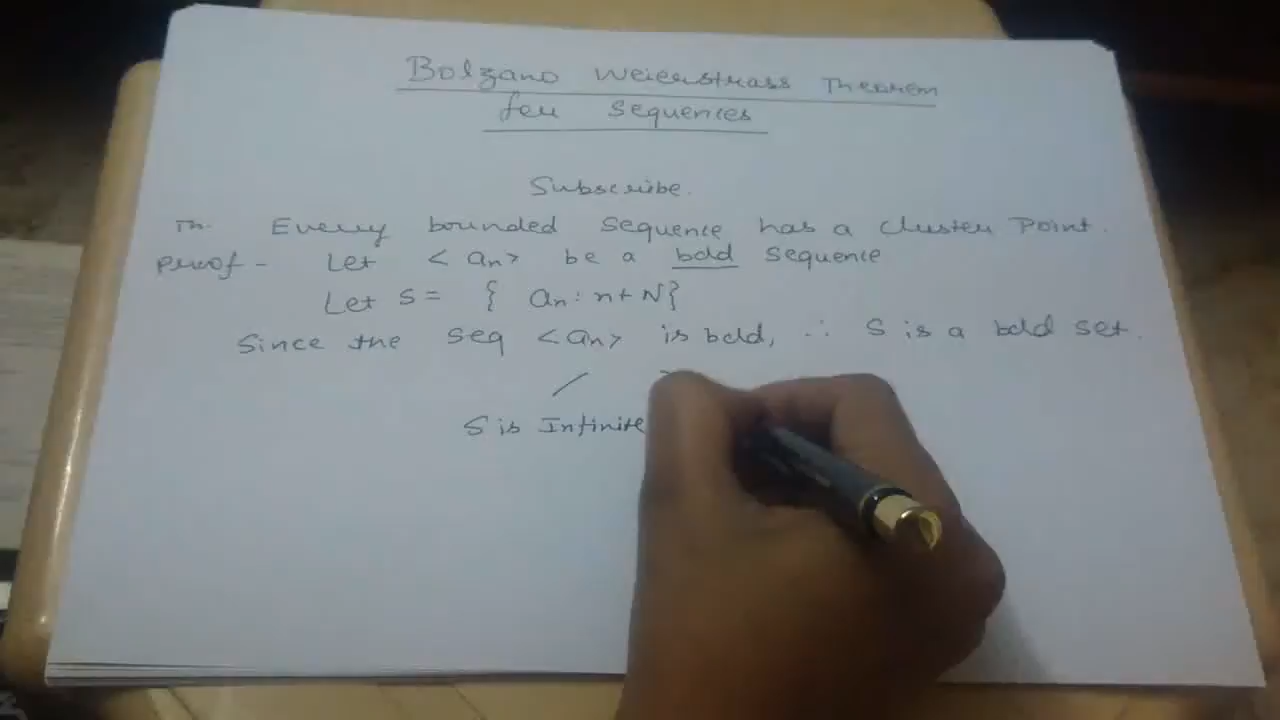 Bolzano Weierstrass Theorem
for Sequences
Subscribe.
Th. Every bounded sequence has a cluster point.
Proof - Let < an > be a bdd sequence
Let S = { an : n ∈ N }
Since the seq < an > is bdd, ∴ S is a bdd set.
S is Infinite